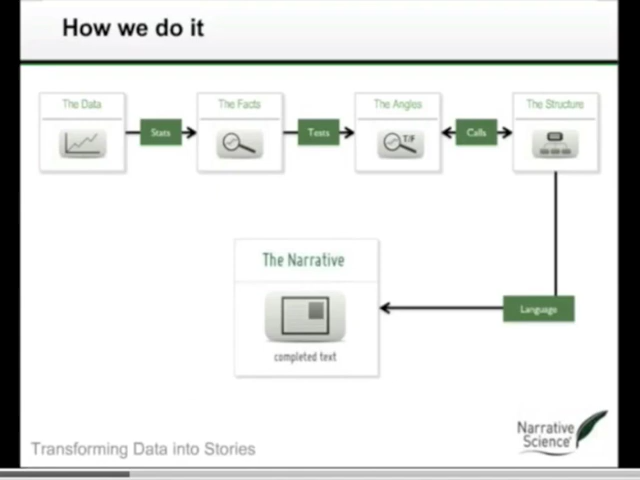 How we do it
The Data
Stats
The Facts
Tests
The Angles
T/F
Calls
The Structure
Language
The Narrative
completed text
Transforming Data into Stories
Narrative
Science